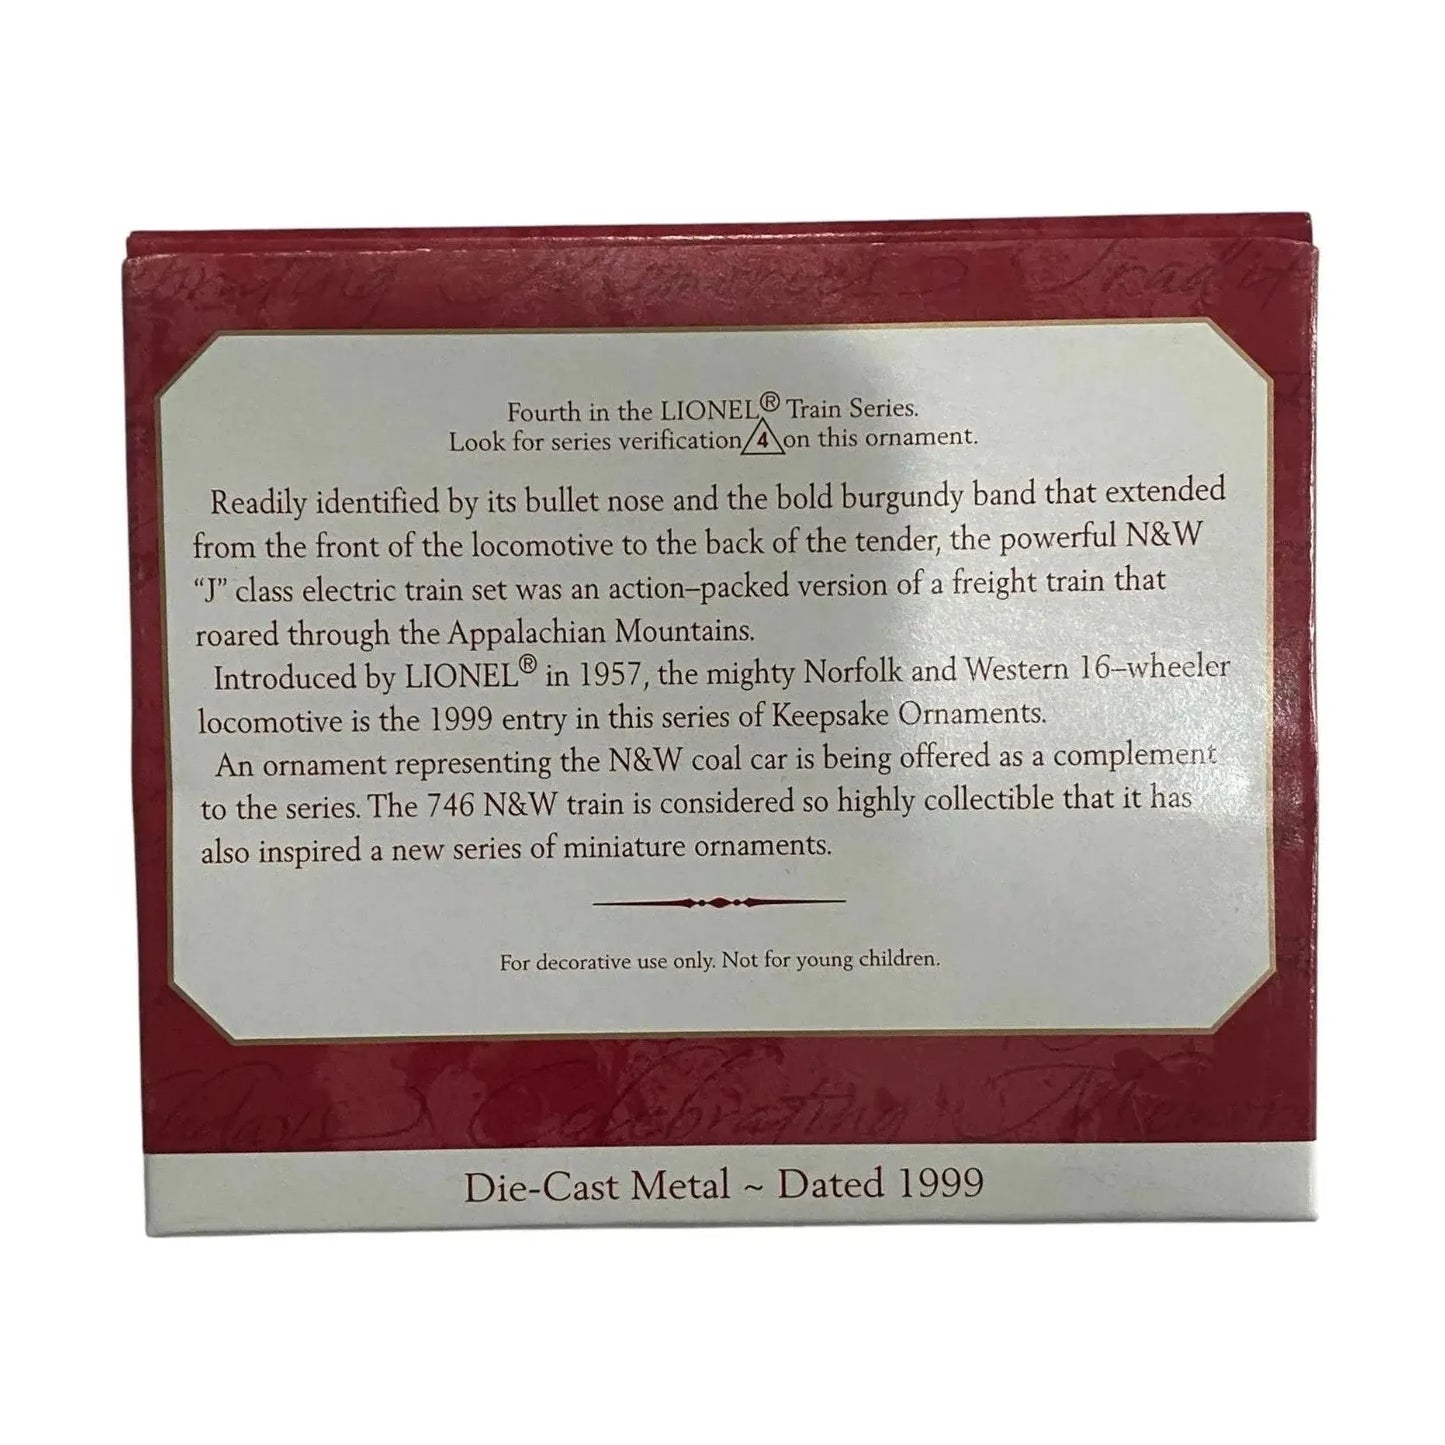 Memories Tradit
Fourth in the LIONEL® Train Series.
Look for series verification 4 on this ornament.
Readily identified by its bullet nose and the bold burgundy band that extended
from the front of the locomotive to the back of the tender, the powerful N&W
“J” class electric train set was an action–packed version of a freight train that
roared through the Appalachian Mountains.
Introduced by LIONEL® in 1957, the mighty Norfolk and Western 16–wheeler
locomotive is the 1999 entry in this series of Keepsake Ornaments.
An ornament representing the N&W coal car is being offered as a complement
to the series. The 746 N&W train is considered so highly collectible that it has
also inspired a new series of miniature ornaments.
For decorative use only. Not for young children.
Celebrating Memor
Die-Cast Metal ~ Dated 1999